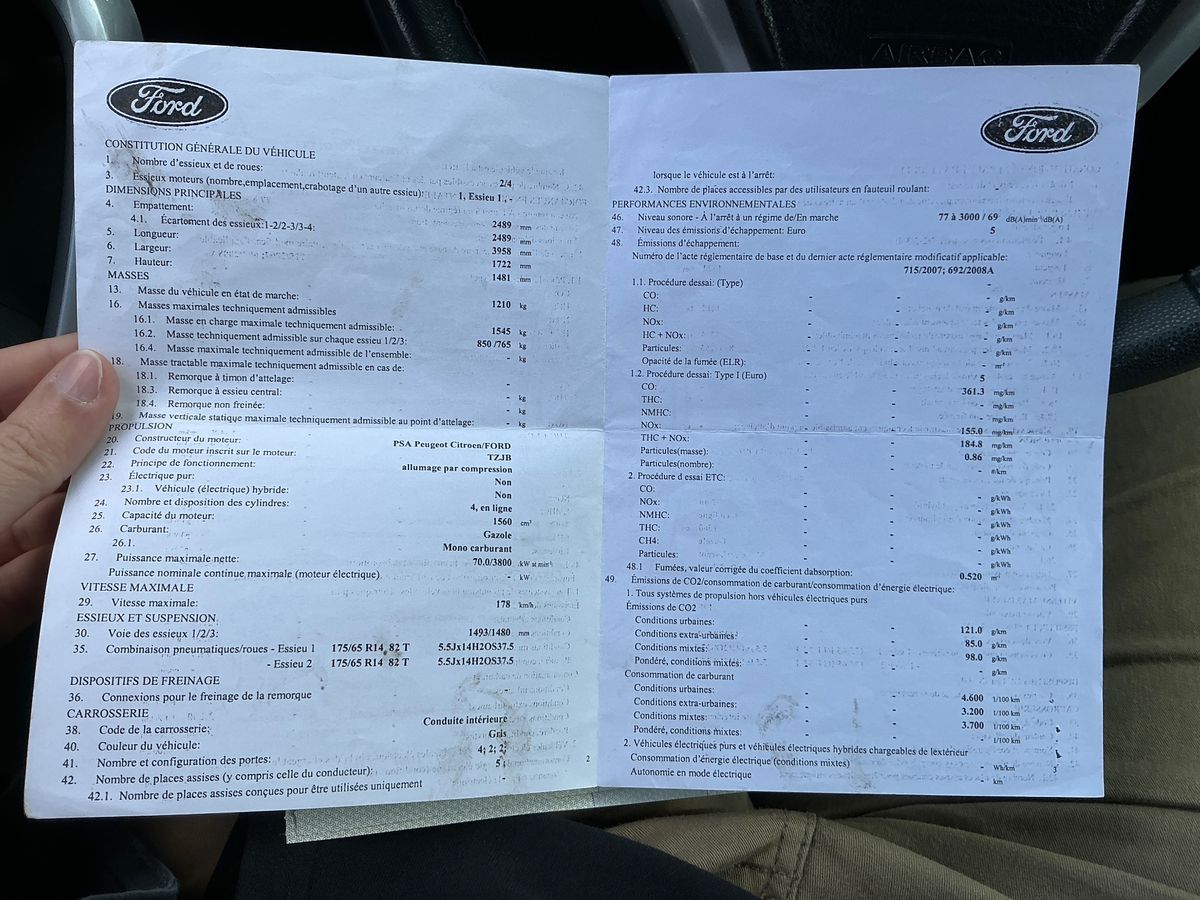 AIRBAG
Ford
CONSTITUTION GÉNÉRALE DU VÉHICULE
1. Nombre d'essieux et de roues: 2/4
3. Essieux moteurs (nombre,emplacement,crabotage d'un autre essieu): 1, Essieu 1, -
DIMENSIONS PRINCIPALES
4. Empattement: 2489 mm
4.1. Écartement des essieux:1-2/2-3/3-4: 2489 mm
5. Longueur: 3958 mm
6. Largeur: 1722 mm
7. Hauteur: 1481 mm
MASSES
13. Masse du véhicule en état de marche: 1210 kg
16. Masses maximales techniquement admissibles
16.1. Masse en charge maximale techniquement admissible: 1545 kg
16.2. Masse techniquement admissible sur chaque essieu 1/2/3: 850 /765 kg
16.4. Masse maximale techniquement admissible de l'ensemble: - kg
18. Masse tractable maximale techniquement admissible en cas de:
18.1. Remorque à timon d'attelage: - kg
18.3. Remorque à essieu central: - kg
18.4. Remorque non freinée: - kg
19. Masse verticale statique maximale techniquement admissible au point d'attelage: - kg
PROPULSION
20. Constructeur du moteur: PSA Peugeot Citroen/FORD
21. Code du moteur inscrit sur le moteur: TZJB
22. Principe de fonctionnement: allumage par compression
23. Électrique pur: Non
23.1. Véhicule (électrique) hybride: Non
24. Nombre et disposition des cylindres: 4, en ligne
25. Capacité du moteur: 1560 cm³
26. Carburant: Gazole
26.1. Mono carburant
27. Puissance maximale nette: 70.0/3800 /kW at min⁻¹
Puissance nominale continue maximale (moteur électrique) - kW
VITESSE MAXIMALE
29. Vitesse maximale: 178 km/h
ESSIEUX ET SUSPENSION
30. Voie des essieux 1/2/3: 1493/1480 mm
35. Combinaison pneumatiques/roues - Essieu 1 175/65 R14 82 T 5.5Jx14H2OS37.5
- Essieu 2 175/65 R14 82 T 5.5Jx14H2OS37.5
DISPOSITIFS DE FREINAGE
36. Connexions pour le freinage de la remorque
CARROSSERIE
38. Code de la carrosserie: Conduite intérieure
40. Couleur du véhicule: Gris
41. Nombre et configuration des portes: 4; 2; 2
42. Nombre de places assises (y compris celle du conducteur): 5
42.1. Nombre de places assises conçues pour être utilisées uniquement -
2
Ford
lorsque le véhicule est à l'arrêt:
42.3. Nombre de places accessibles par des utilisateurs en fauteuil roulant: -
PERFORMANCES ENVIRONNEMENTALES
46. Niveau sonore - À l'arrêt à un régime de/En marche 77 à 3000 / 69 dB(A)min⁻¹/dB(A)
47. Niveau des émissions d'échappement: Euro 5
48. Émissions d'échappement:
Numéro de l'acte réglementaire de base et du dernier acte réglementaire modificatif applicable:
715/2007; 692/2008A
1.1. Procédure dessai: (Type) -
CO: - - - g/km
HC: - - - g/km
NOx: - - - g/km
HC + NOx: - - - g/km
Particules: - - - g/km
Opacité de la fumée (ELR): - - - m⁻¹
1.2. Procédure dessai: Type I (Euro) 5
CO: - - 361.3 mg/km
THC: - - - mg/km
NMHC: - - - mg/km
NOx: - - 155.0 mg/km
THC + NOx: - - 184.8 mg/km
Particules(masse): - - 0.86 mg/km
Particules(nombre): - - - #/km
2. Procédure d essai ETC:
CO: - - - g/kWh
NOx: - - - g/kWh
NMHC: - - - g/kWh
THC: - - - g/kWh
CH4: - - - g/kWh
Particules: - - - g/kWh
48.1 Fumées, valeur corrigée du coefficient dabsorption: 0.520 m⁻¹
49. Émissions de CO2/consommation de carburant/consommation d'énergie électrique:
1. Tous systèmes de propulsion hors véhicules électriques purs
Émissions de CO2
Conditions urbaines: - - 121.0 g/km
Conditions extra-urbaines: - - 85.0 g/km
Conditions mixtes: - - 98.0 g/km
Pondéré, conditions mixtes: - - - g/km
Consommation de carburant
Conditions urbaines: - - 4.600 1/100 km
Conditions extra-urbaines: - - 3.200 1/100 km
Conditions mixtes: - - 3.700 1/100 km
Pondéré, conditions mixtes: - - - 1/100 km
2. Véhicules électriques purs et véhicules électriques hybrides chargeables de lextérieur
Consommation d'énergie électrique (conditions mixtes) - Wh/km
Autonomie en mode électrique - km
3